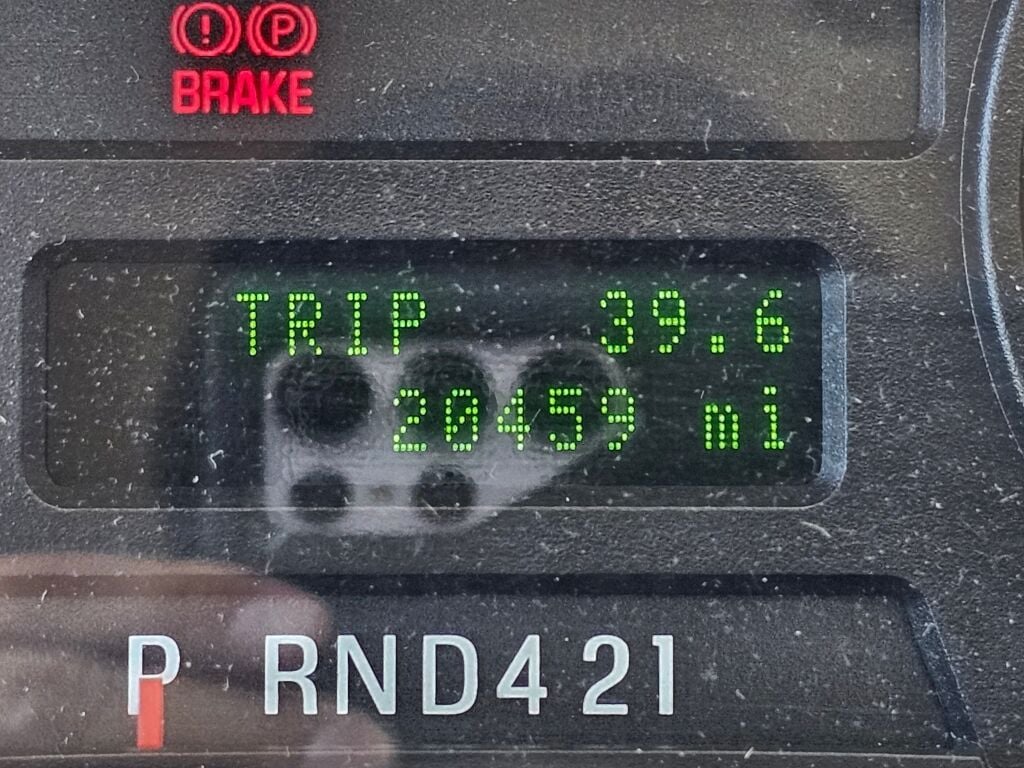 ! P
BRAKE
TRIP 39.6
20459 mi
P RND421